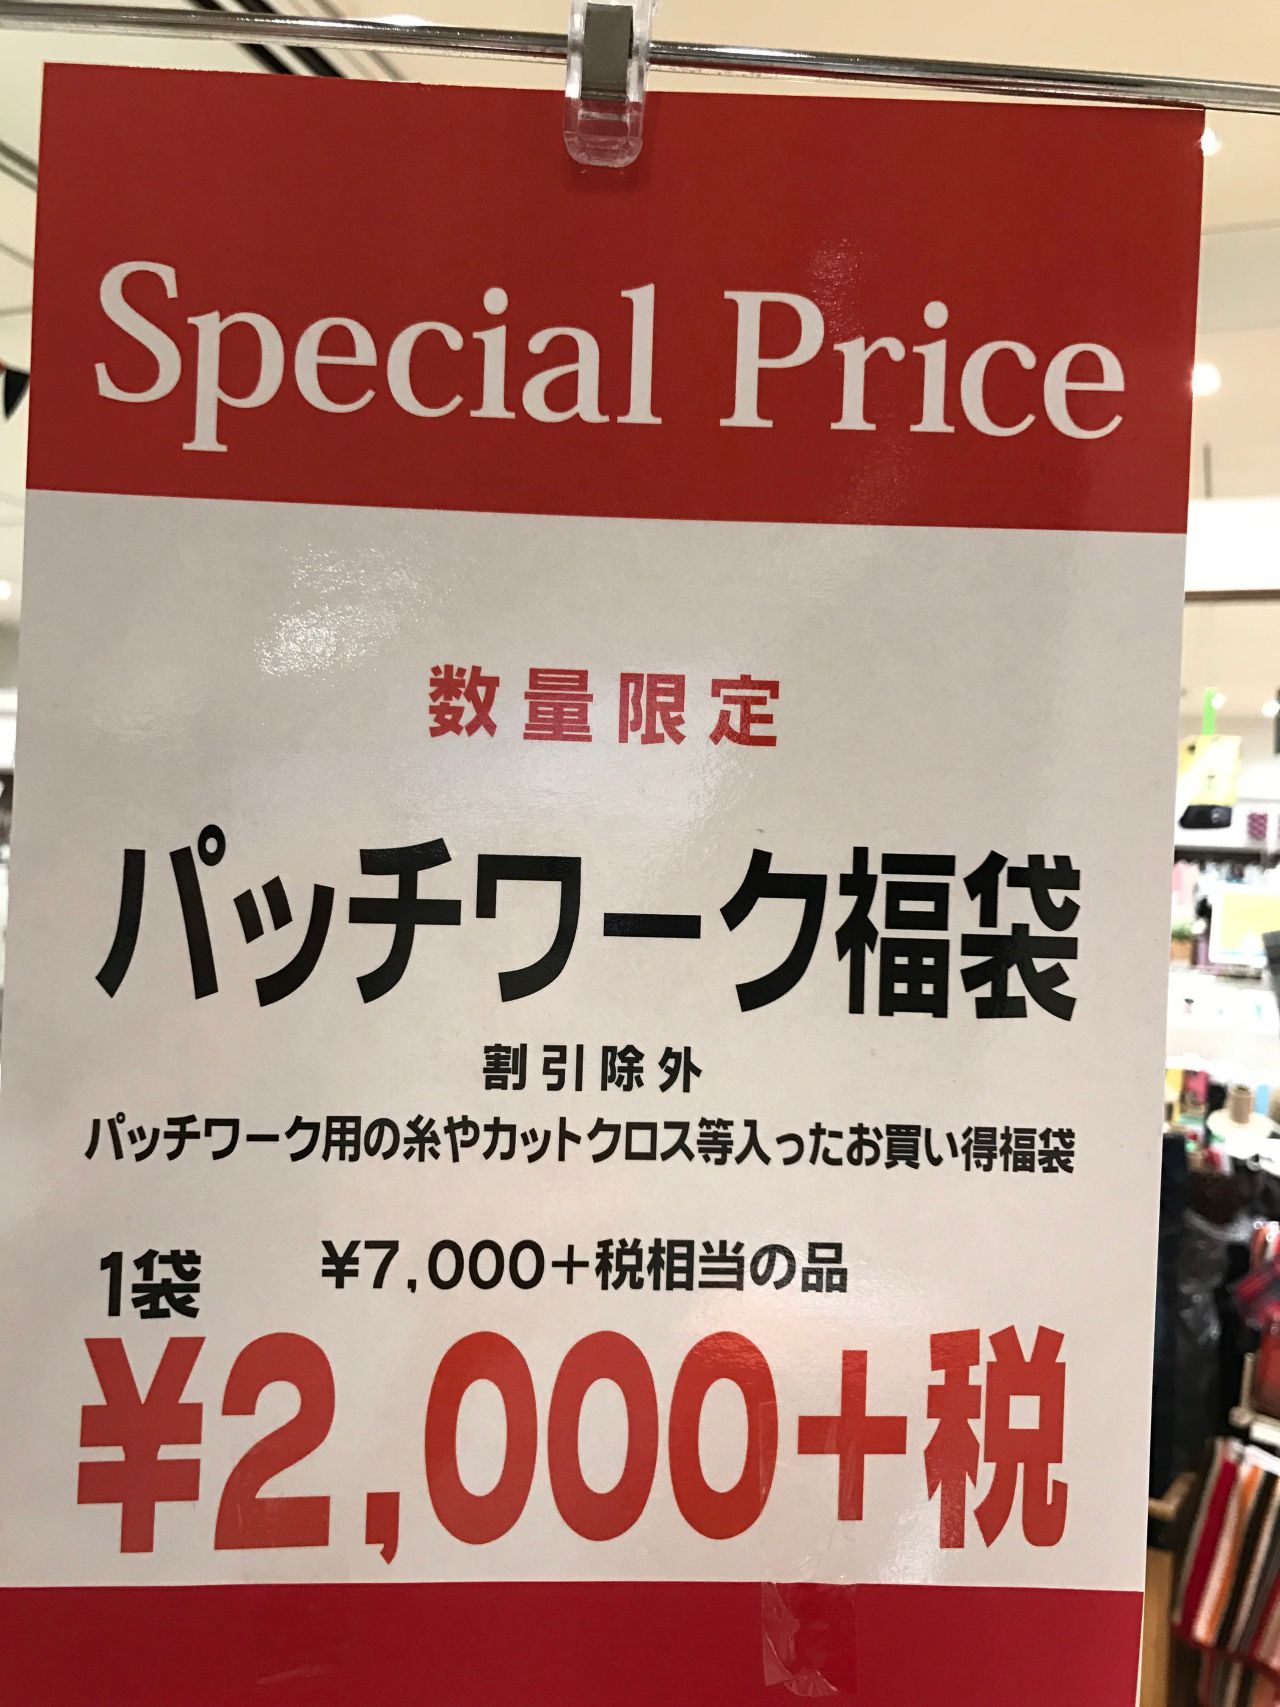 Special Price
数量限定
パッチワーク福袋
割引除外
パッチワーク用の糸やカットクロス等入ったお買い得福袋
1袋 ¥7,000+税相当の品
¥2,000+税